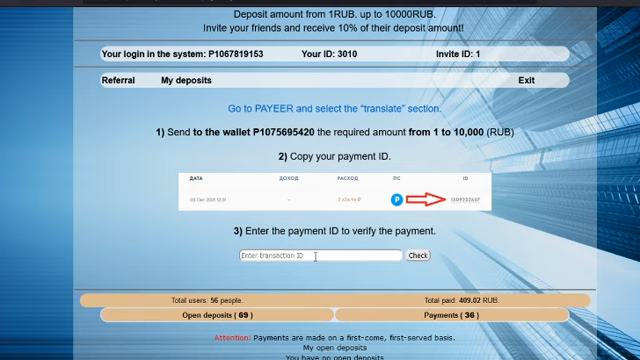 Deposit amount from 1RUB. up to 10000RUB.
Invite your friends and receive 10% of their deposit amount!
Your login in the system: P1067819153 Your ID: 3010 Invite ID: 1
Referral My deposits Exit
Go to PAYEER and select the “translate” section.
1) Send to the wallet P1075695420 the required amount from 1 to 10,000 (RUB)
2) Copy your payment ID.
ДАТА ДОХОД РАСХОД ПС ID
P
3) Enter the payment ID to verify the payment.
Enter transaction ID Check
Total users: 56 people. Total paid: 409.02 RUB.
Open deposits ( 69 ) Payments ( 36 )
Attention: Payments are made on a first-come, first-served basis.
My open deposits
You have no open deposits